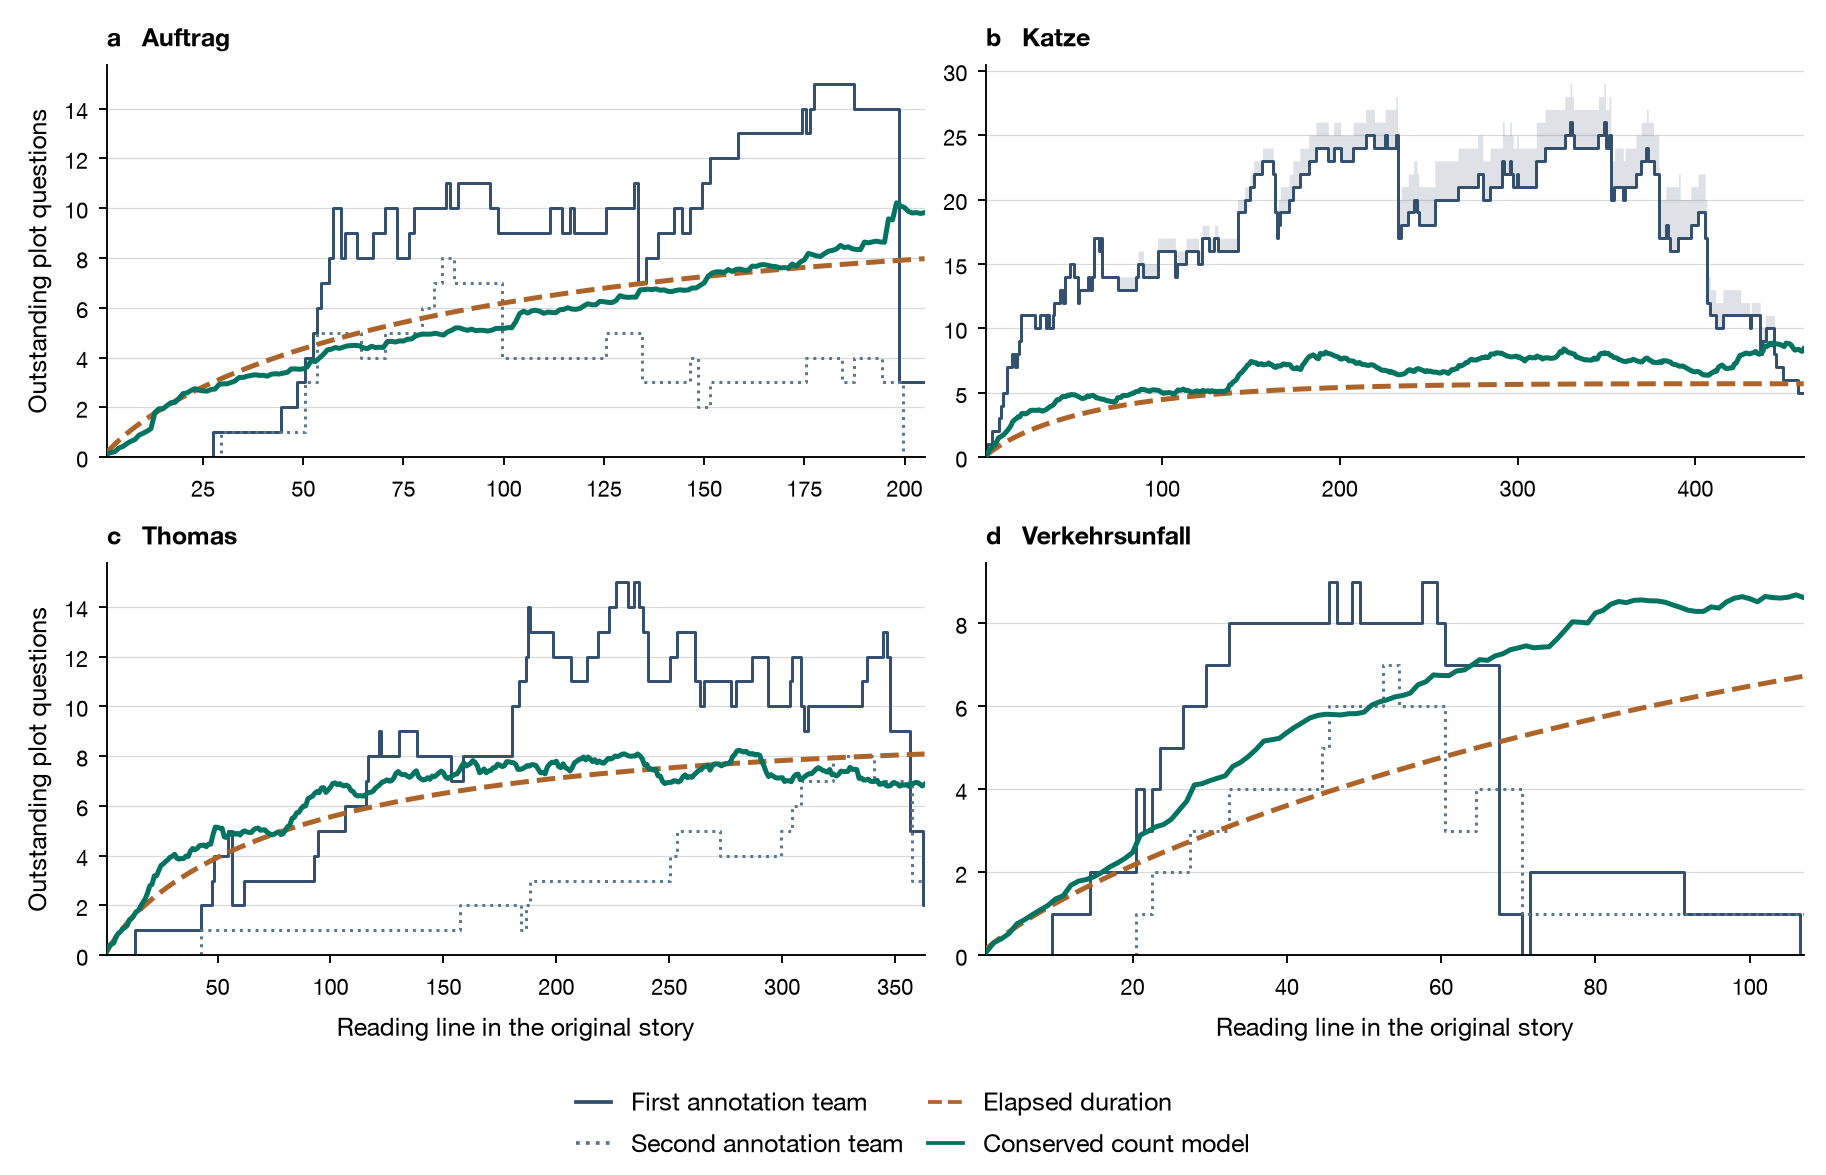 a Auftrag
Outstanding plot questions
14
12
10
8
6
4
2
0
25 50 75 100 125 150 175 200
b Katze
30
25
20
15
10
5
0
100 200 300 400
c Thomas
Outstanding plot questions
14
12
10
8
6
4
2
0
50 100 150 200 250 300 350
Reading line in the original story
d Verkehrsunfall
8
6
4
2
0
20 40 60 80 100
Reading line in the original story
First annotation team
Second annotation team
Elapsed duration
Conserved count model